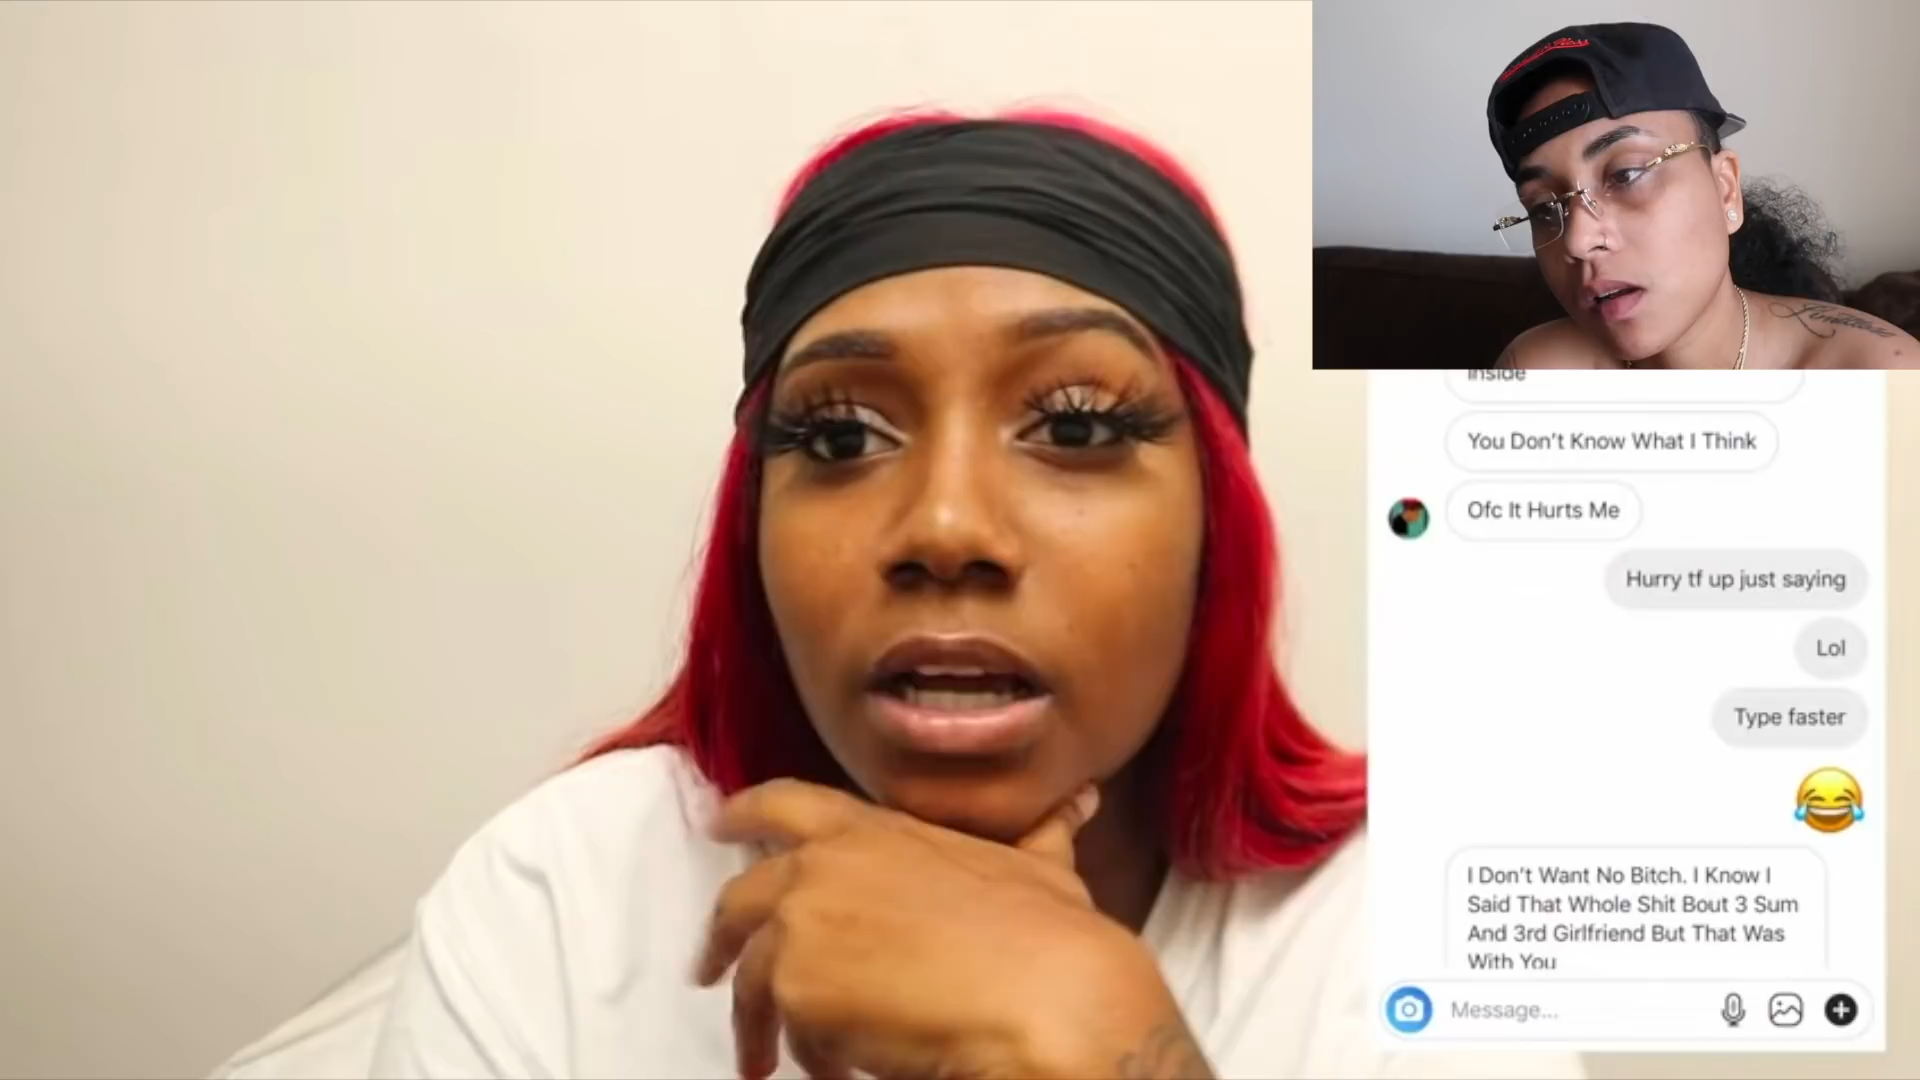 Inside
You Don't Know What I Think
Ofc It Hurts Me
Hurry tf up just saying
Lol
Type faster
I Don't Want No Bitch. I Know I
Said That Whole Shit Bout 3 Sum
And 3rd Girlfriend But That Was
With You
Message...